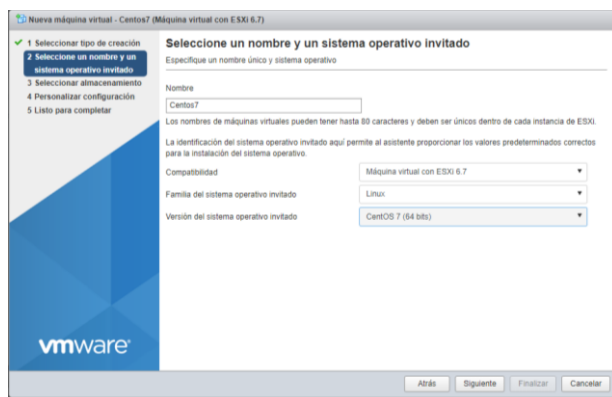 Nueva máquina virtual - Centos7 (Máquina virtual con ESXi 6.7)
1 Seleccionar tipo de creación
2 Seleccione un nombre y un
sistema operativo invitado
3 Seleccionar almacenamiento
4 Personalizar configuración
5 Listo para completar
Seleccione un nombre y un sistema operativo invitado
Especifique un nombre único y sistema operativo
Nombre
Centos7
Los nombres de máquinas virtuales pueden tener hasta 80 caracteres y deben ser únicos dentro de cada instancia de ESXi.
La identificación del sistema operativo invitado aquí permite al asistente proporcionar los valores predeterminados correctos
para la instalación del sistema operativo.
Compatibilidad
Máquina virtual con ESXi 6.7
Familia del sistema operativo invitado
Linux
Versión del sistema operativo invitado
CentOS 7 (64 bits)
vmware
Atrás
Siguiente
Finalizar
Cancelar